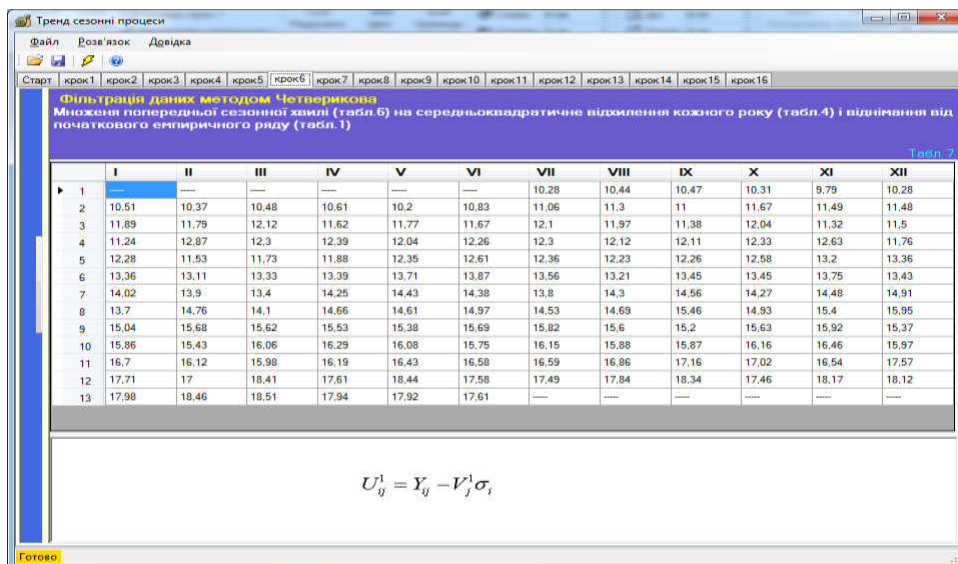 Тренд сезонні процеси
Файл Розв'язок Довідка
Старт крок1 крок2 крок3 крок4 крок5 крок6 крок7 крок8 крок9 крок10 крок11 крок12 крок13 крок14 крок15 крок16
Фільтрація даних методом Четверикова
Множеня попередньої сезонної хвилі (табл.6) на середньоквадратичне відхилення кожного року (табл.4) і віднімання від
початкового емпиричного ряду (табл.1)
Табл. 7
I II III IV V VI VII VIII IX X XI XII
1 ----- ----- ----- ----- ----- ----- 10,28 10,44 10,47 10,31 9,79 10,28
2 10,51 10,37 10,48 10,61 10,2 10,83 11,06 11,3 11 11,67 11,49 11,48
3 11,89 11,79 12,12 11,62 11,77 11,67 12,1 11,97 11,38 12,04 11,32 11,5
4 11,24 12,87 12,3 12,39 12,04 12,26 12,3 12,12 12,11 12,33 12,63 11,76
5 12,28 11,53 11,73 11,88 12,35 12,61 12,36 12,23 12,26 12,58 13,2 13,36
6 13,36 13,11 13,33 13,39 13,71 13,87 13,56 13,21 13,45 13,45 13,75 13,43
7 14,02 13,9 13,4 14,25 14,43 14,38 13,8 14,3 14,56 14,27 14,48 14,91
8 13,7 14,76 14,1 14,66 14,61 14,97 14,53 14,69 15,46 14,93 15,4 15,95
9 15,04 15,68 15,62 15,53 15,38 15,69 15,82 15,6 15,2 15,63 15,92 15,37
10 15,86 15,43 16,06 16,29 16,08 15,75 16,15 15,88 15,87 16,16 16,46 15,97
11 16,7 16,12 15,98 16,19 16,43 16,58 16,59 16,86 17,16 17,02 16,54 17,57
12 17,71 17 18,41 17,61 18,44 17,58 17,49 17,84 18,34 17,46 18,17 18,12
13 17,98 18,46 18,51 17,94 17,92 17,61 ----- ----- ----- ----- ----- -----
U¹ᵢⱼ = Yᵢⱼ − V¹ⱼσᵢ
Готово